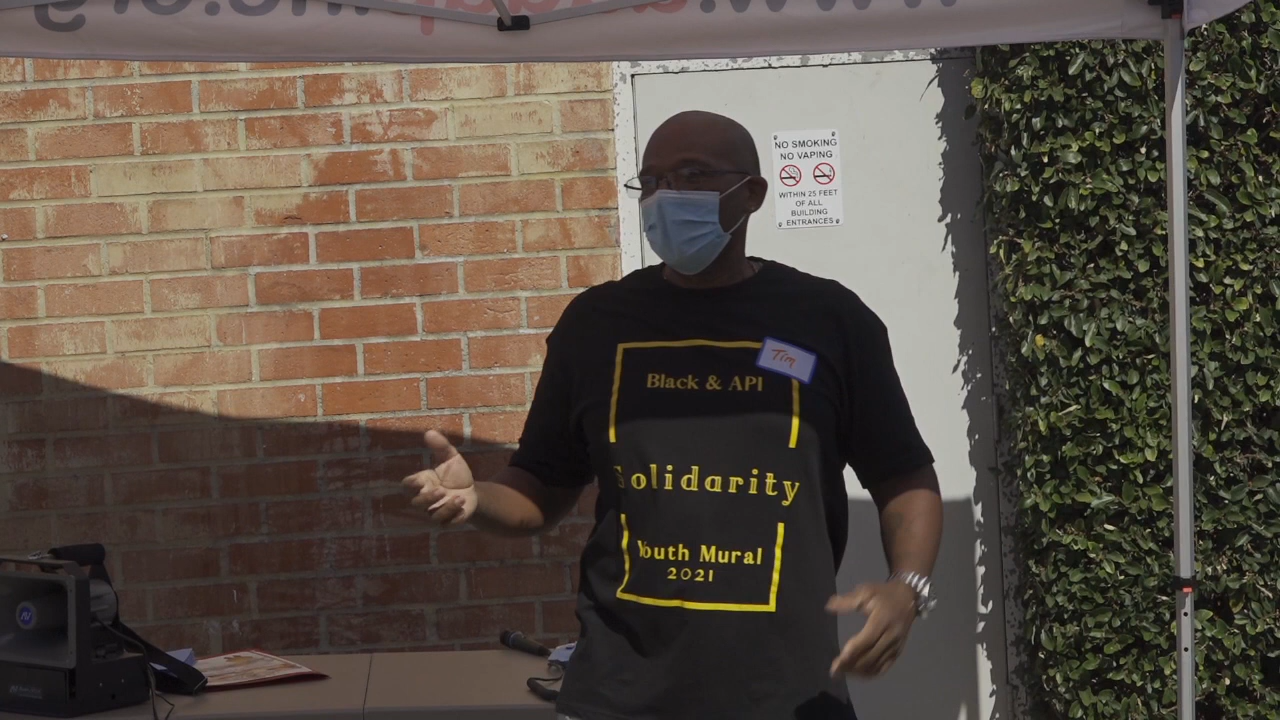 NO SMOKING
NO VAPING
WITHIN 25 FEET
OF ALL
BUILDING
ENTRANCES
Tim
Black & API
Solidarity
Youth Mural
2021